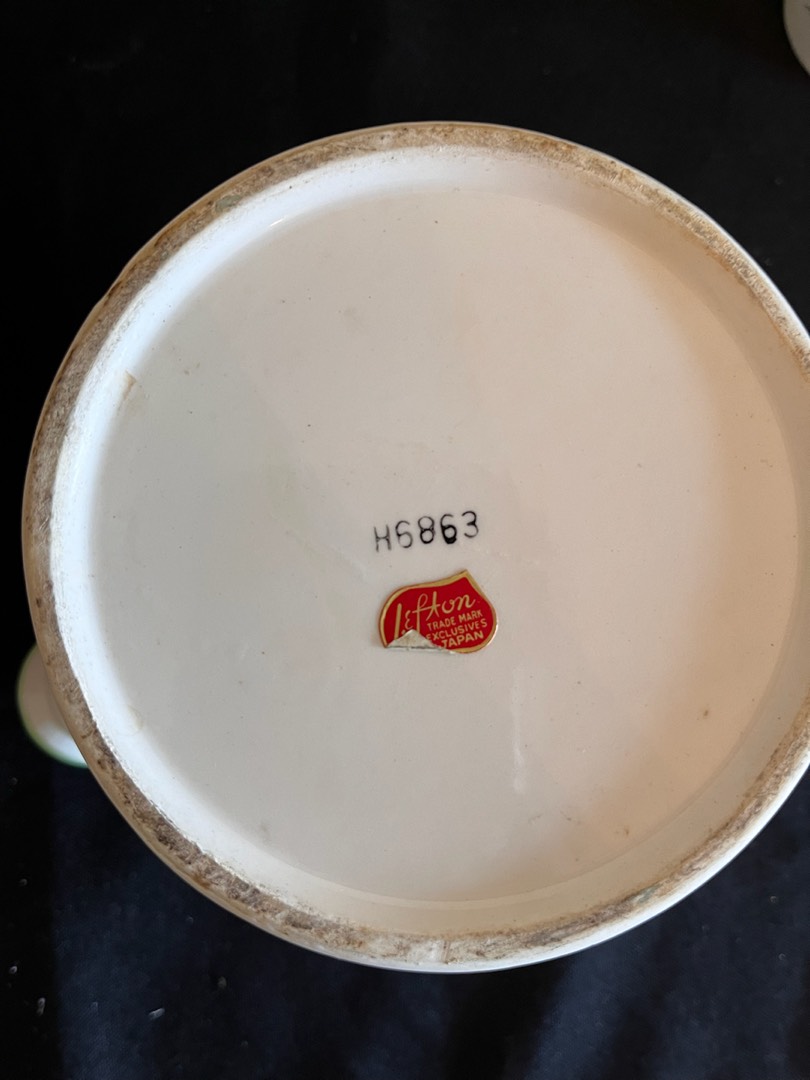 H6863
Lefton
TRADE MARK
EXCLUSIVES
JAPAN